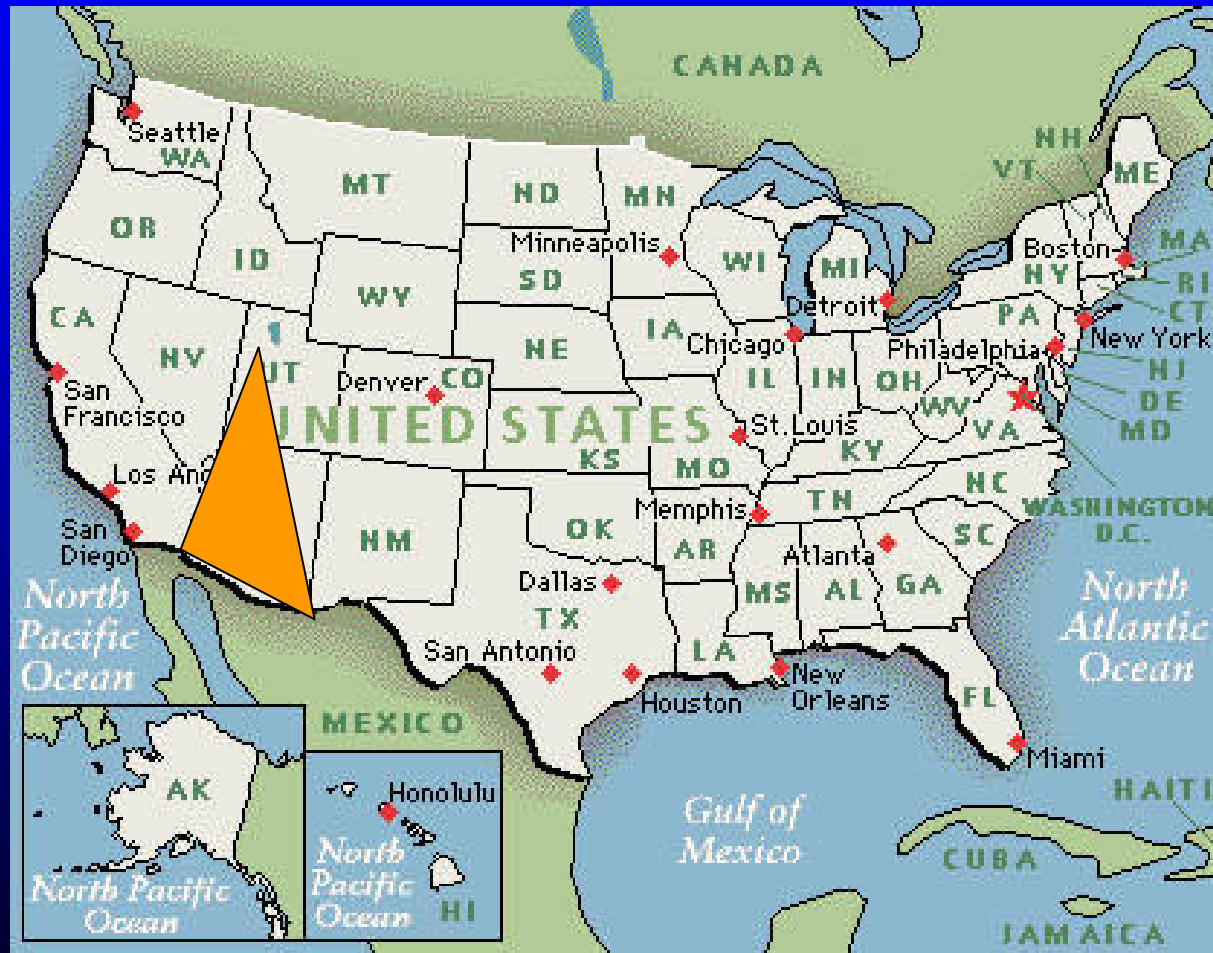 CANADA
NH
VT
ME
Seattle
WA
MT
ND
MN
OR
Minneapolis
Boston
MA
ID
SD
WI
MI
NY
RI
WY
Detroit
CT
CA
IA
PA
New York
NV
NE
Chicago
Philadelphia
UT
Denver
CO
IL
IN
OH
NJ
San
Francisco
WV
DE
UNITED STATES
St. Louis
VA
MD
KS
KY
MO
Los Ang
NC
TN
WASHINGTON
D.C.
Memphis
San
Diego
OK
SC
NM
AR
Atlanta
Dallas
MS
AL
GA
North
Pacific
Ocean
TX
North
Atlantic
Ocean
San Antonio
LA
New
Orleans
Houston
FL
MEXICO
Miami
AK
Honolulu
HAITI
Gulf of
Mexico
North
Pacific
Ocean
CUBA
North Pacific
Ocean
HI
JAMAICA